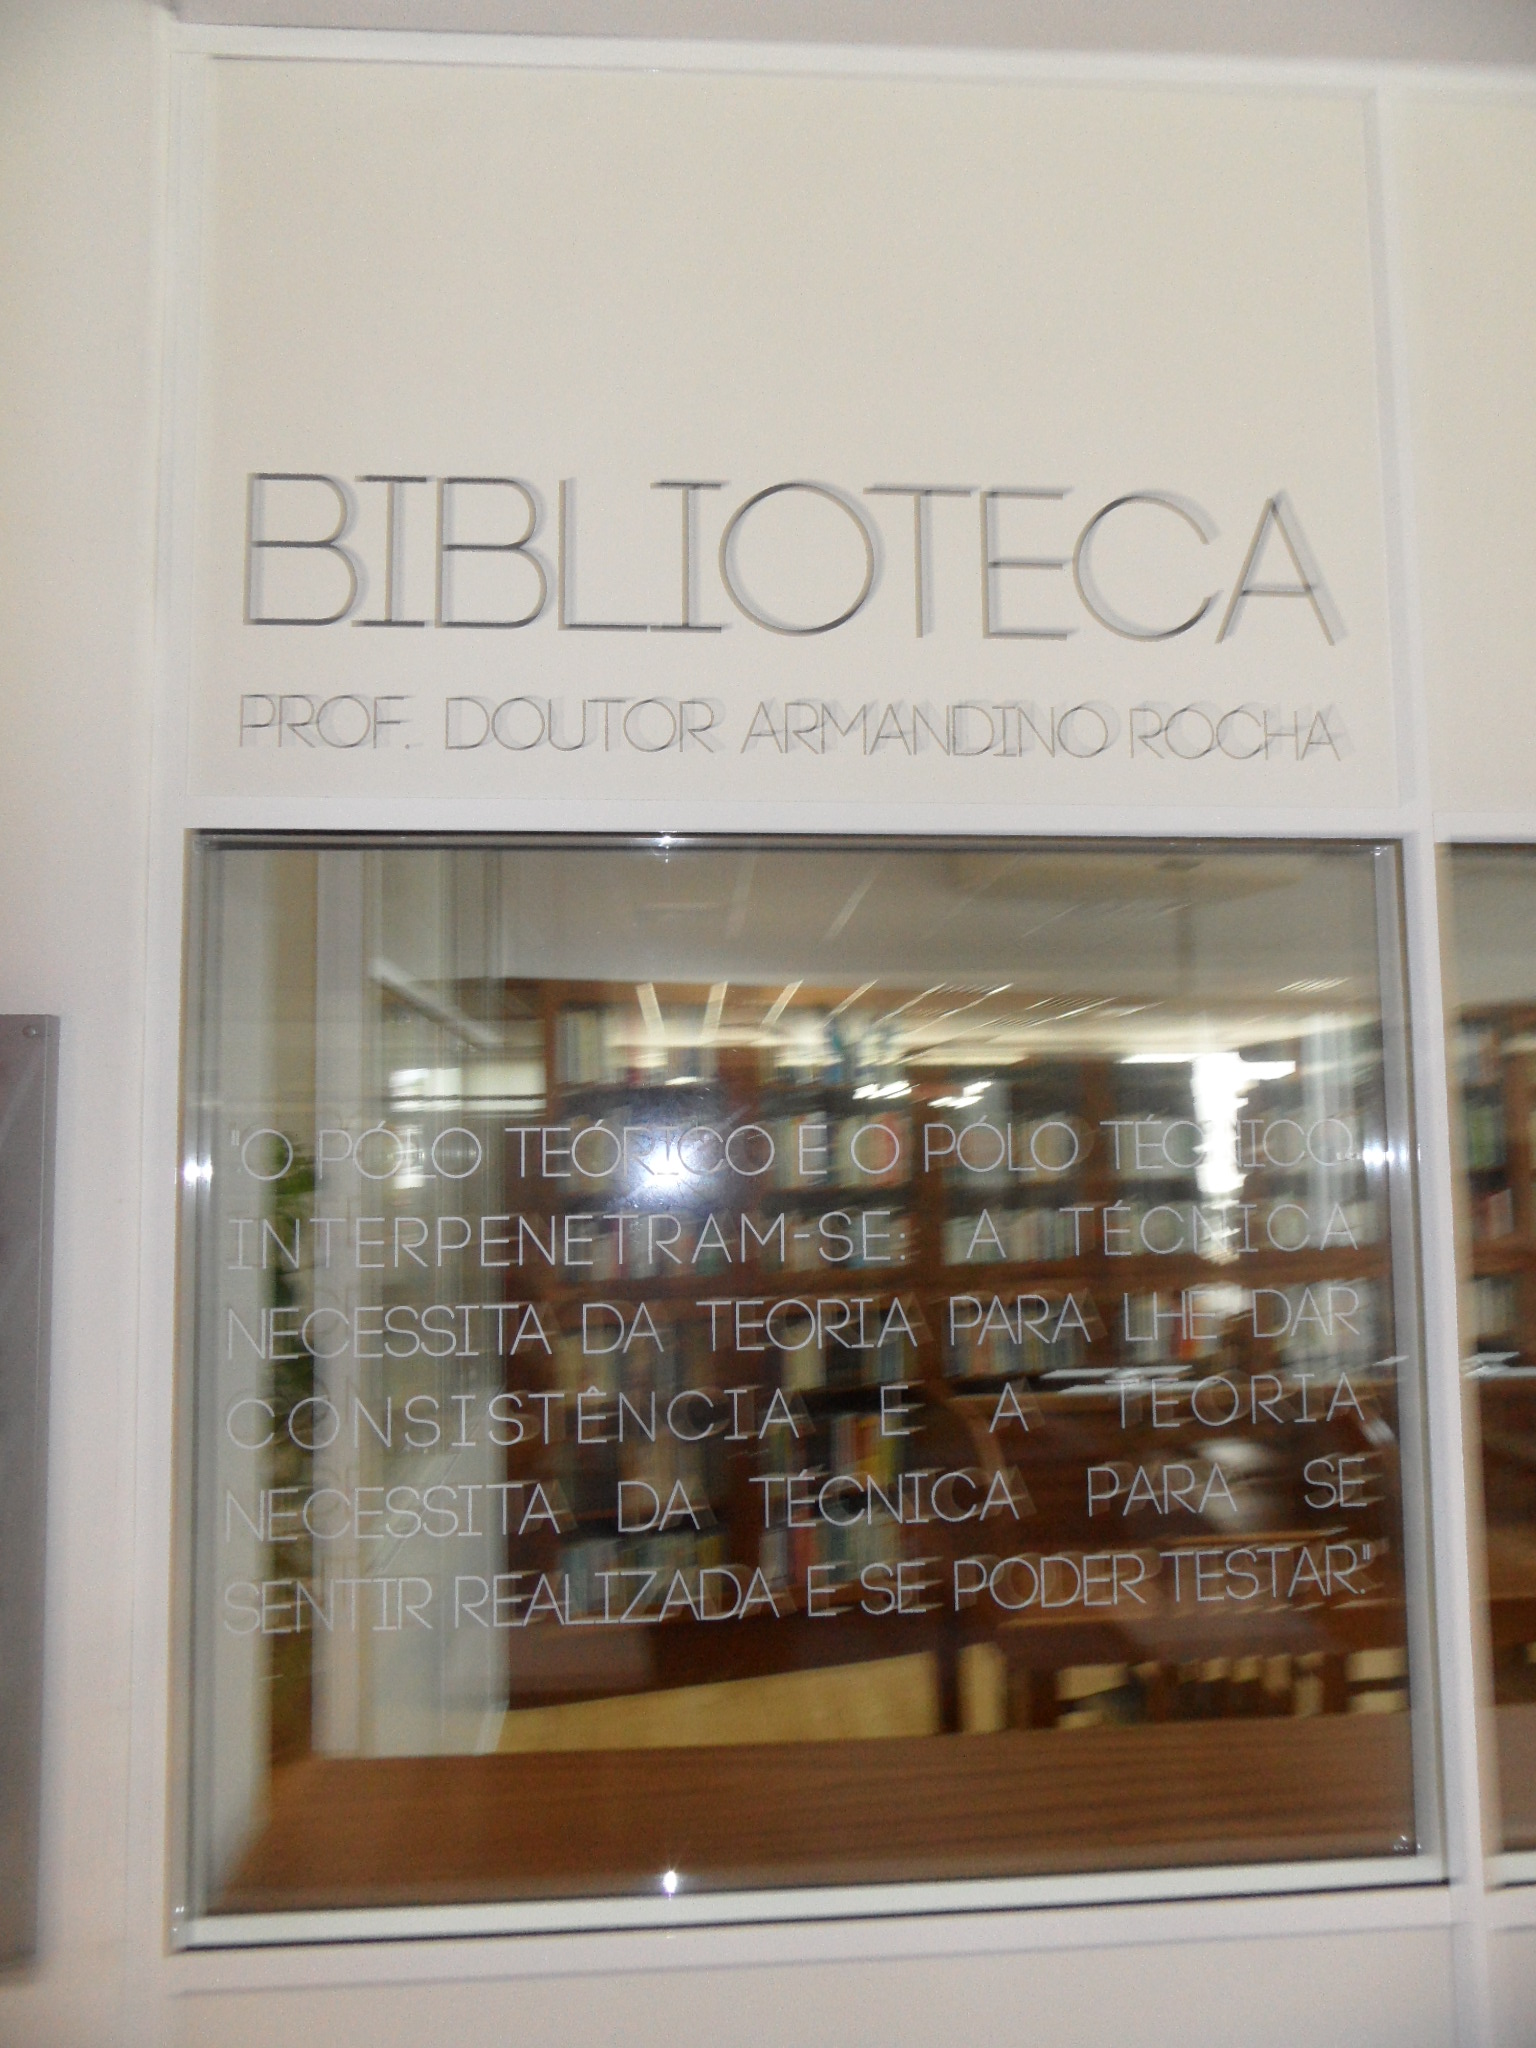 BIBLIOTECA
PROF. DOUTOR ARMANDINO ROCHA
"O PÓLO TEÓRICO E O PÓLO TÉCNICO
INTERPENETRAM-SE: A TÉCNICA
NECESSITA DA TEORIA PARA LHE DAR
CONSISTÊNCIA E A TEORIA
NECESSITA DA TÉCNICA PARA SE
SENTIR REALIZADA E SE PODER TESTAR."